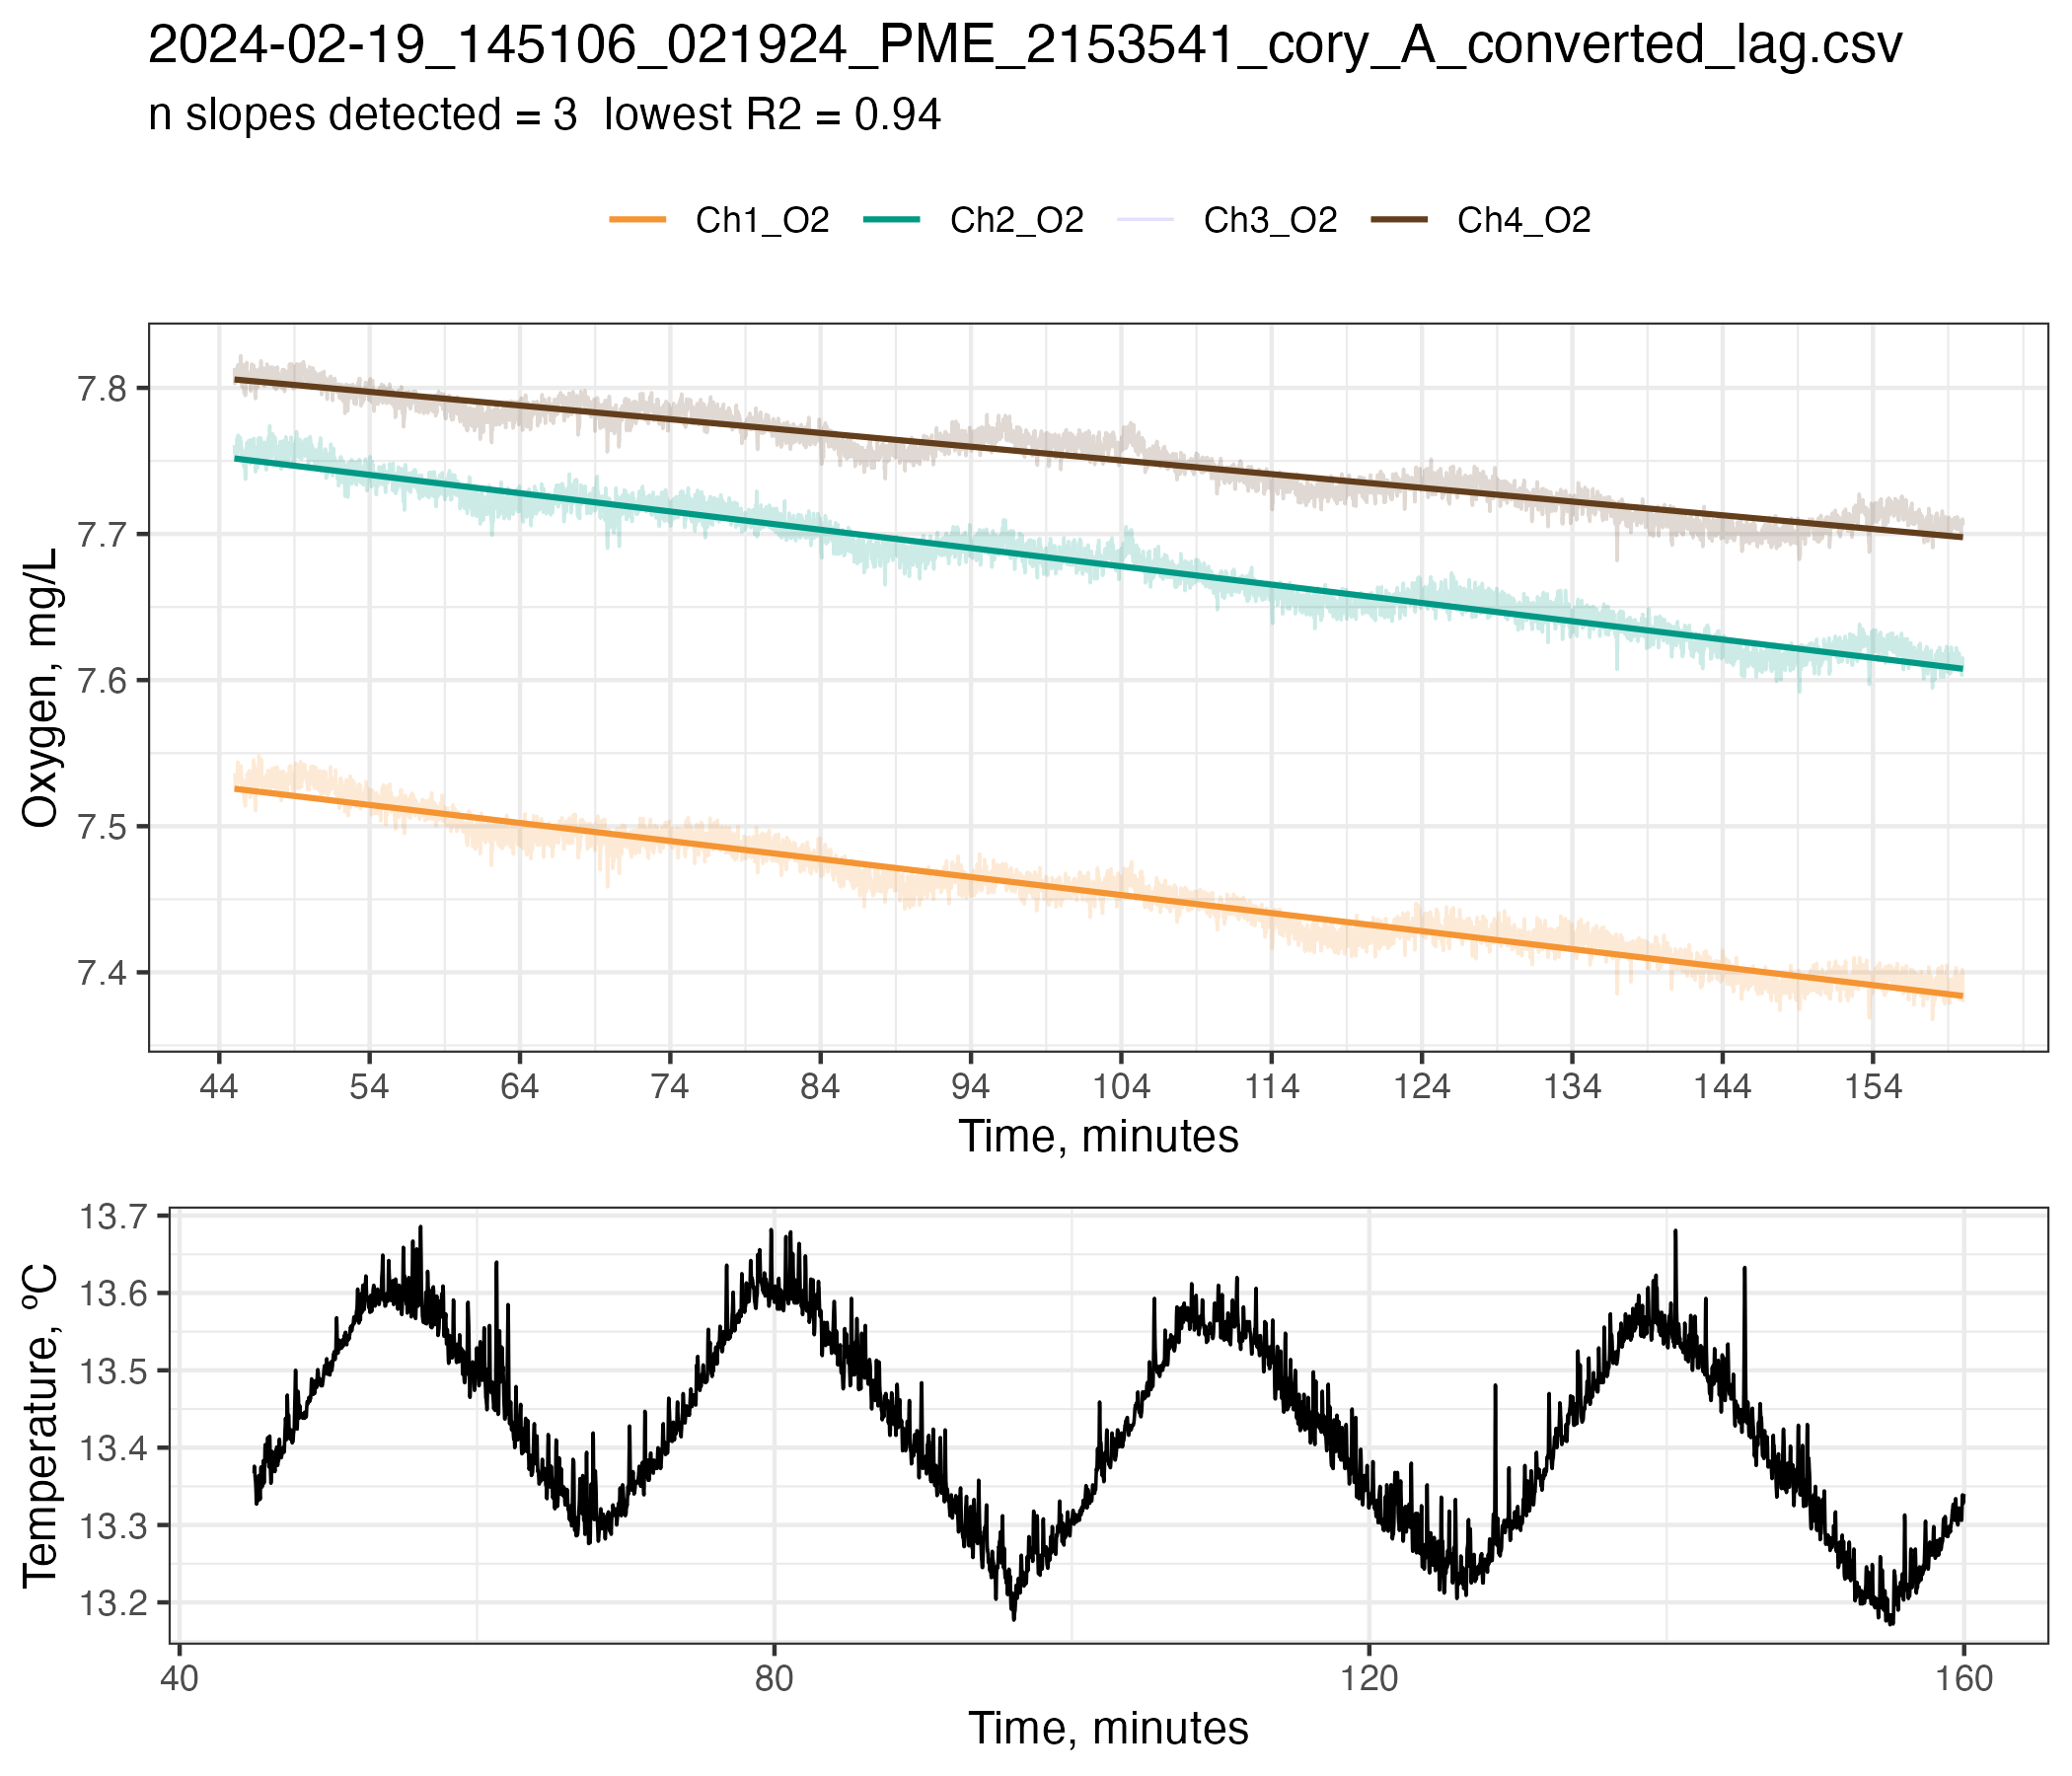 2024-02-19_145106_021924_PME_2153541_cory_A_converted_lag.csv
n slopes detected = 3  lowest R2 = 0.94
Ch1_O2 Ch2_O2 Ch3_O2 Ch4_O2
Oxygen, mg/L
7.8
7.7
7.6
7.5
7.4
44 54 64 74 84 94 104 114 124 134 144 154
Time, minutes
Temperature, ºC
13.7
13.6
13.5
13.4
13.3
13.2
40 80 120 160
Time, minutes